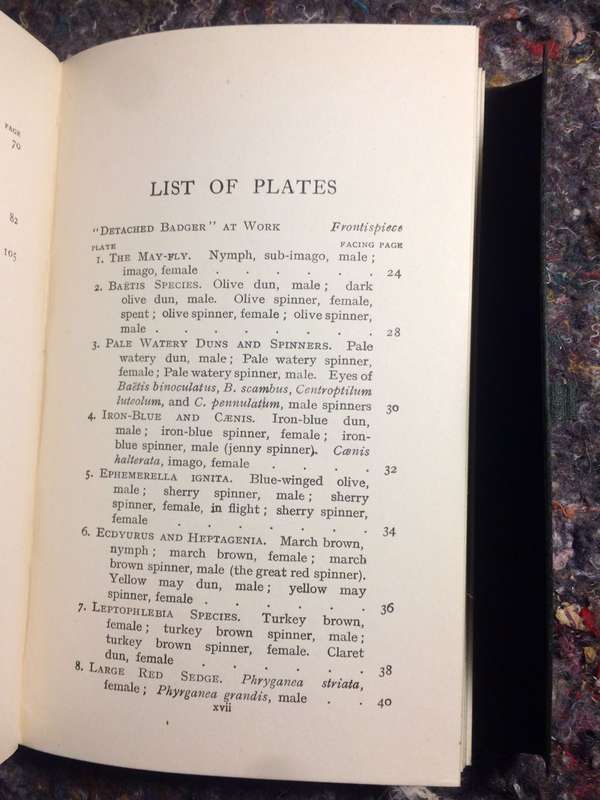 PAGE
70
82
105
LIST OF PLATES
"Detached Badger" at Work Frontispiece
PLATE FACING PAGE
1. The May-fly. Nymph, sub-imago, male;
imago, female . . . . . . 24
2. Baëtis Species. Olive dun, male; dark
olive dun, male. Olive spinner, female,
spent; olive spinner, female; olive spinner,
male . . . . . . . . 28
3. Pale Watery Duns and Spinners. Pale
watery dun, male; Pale watery spinner,
female; Pale watery spinner, male. Eyes of
Baëtis binoculatus, B. scambus, Centroptilum
luteolum, and C. pennulatum, male spinners 30
4. Iron-Blue and Cænis. Iron-blue dun,
male; iron-blue spinner, female; iron-
blue spinner, male (jenny spinner). Cænis
halterata, imago, female . . . . 32
5. Ephemerella ignita. Blue-winged olive,
male; sherry spinner, male; sherry
spinner, female, in flight; sherry spinner,
female . . . . . . . 34
6. Ecdyurus and Heptagenia. March brown,
nymph; march brown, female; march
brown spinner, male (the great red spinner).
Yellow may dun, male; yellow may
spinner, female . . . . . . 36
7. Leptophlebia Species. Turkey brown,
female; turkey brown spinner, male;
turkey brown spinner, female. Claret
dun, female . . . . . . 38
8. Large Red Sedge. Phryganea striata,
female; Phyrganea grandis, male . . 40
xvii